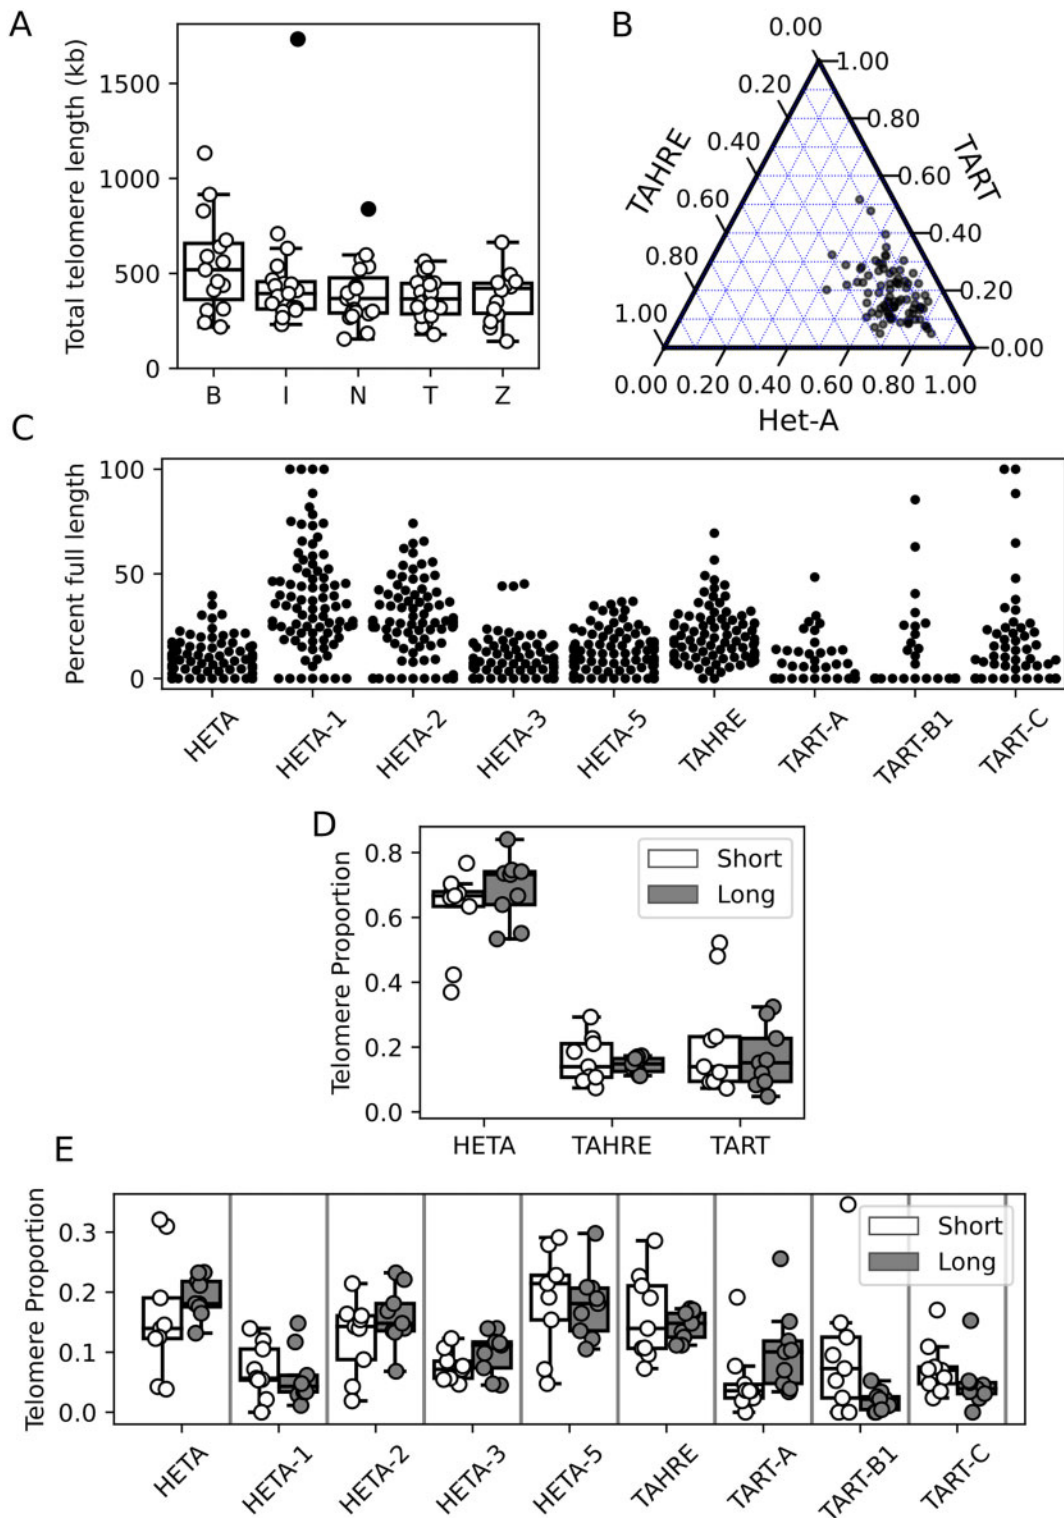 A
Total telomere length (kb)
1500
1000
500
0
B I N T Z
B
0.00
0.20
0.40
0.60
0.80
1.00
TAHRE
1.00
0.80
0.60
0.40
0.20
0.00
TART
0.00 0.20 0.40 0.60 0.80 1.00
Het-A
C
Percent full length
100
50
0
HETA HETA-1 HETA-2 HETA-3 HETA-5 TAHRE TART-A TART-B1 TART-C
D
Telomere Proportion
0.8
0.6
0.4
0.2
0.0
Short
Long
HETA TAHRE TART
E
Telomere Proportion
0.3
0.2
0.1
0.0
Short
Long
HETA HETA-1 HETA-2 HETA-3 HETA-5 TAHRE TART-A TART-B1 TART-C